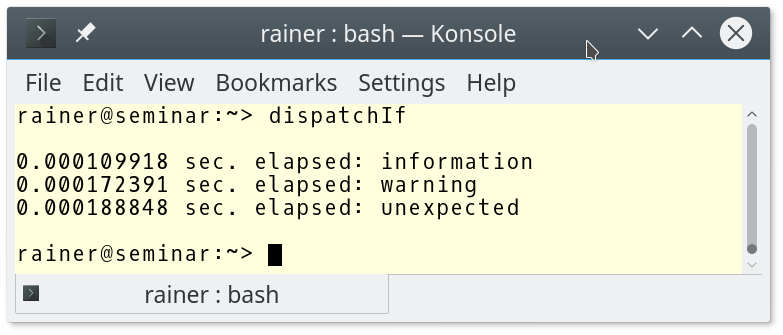 rainer : bash — Konsole
File Edit View Bookmarks Settings Help
rainer@seminar:~> dispatchIf
0.000109918 sec. elapsed: information
0.000172391 sec. elapsed: warning
0.000188848 sec. elapsed: unexpected
rainer@seminar:~>
rainer : bash